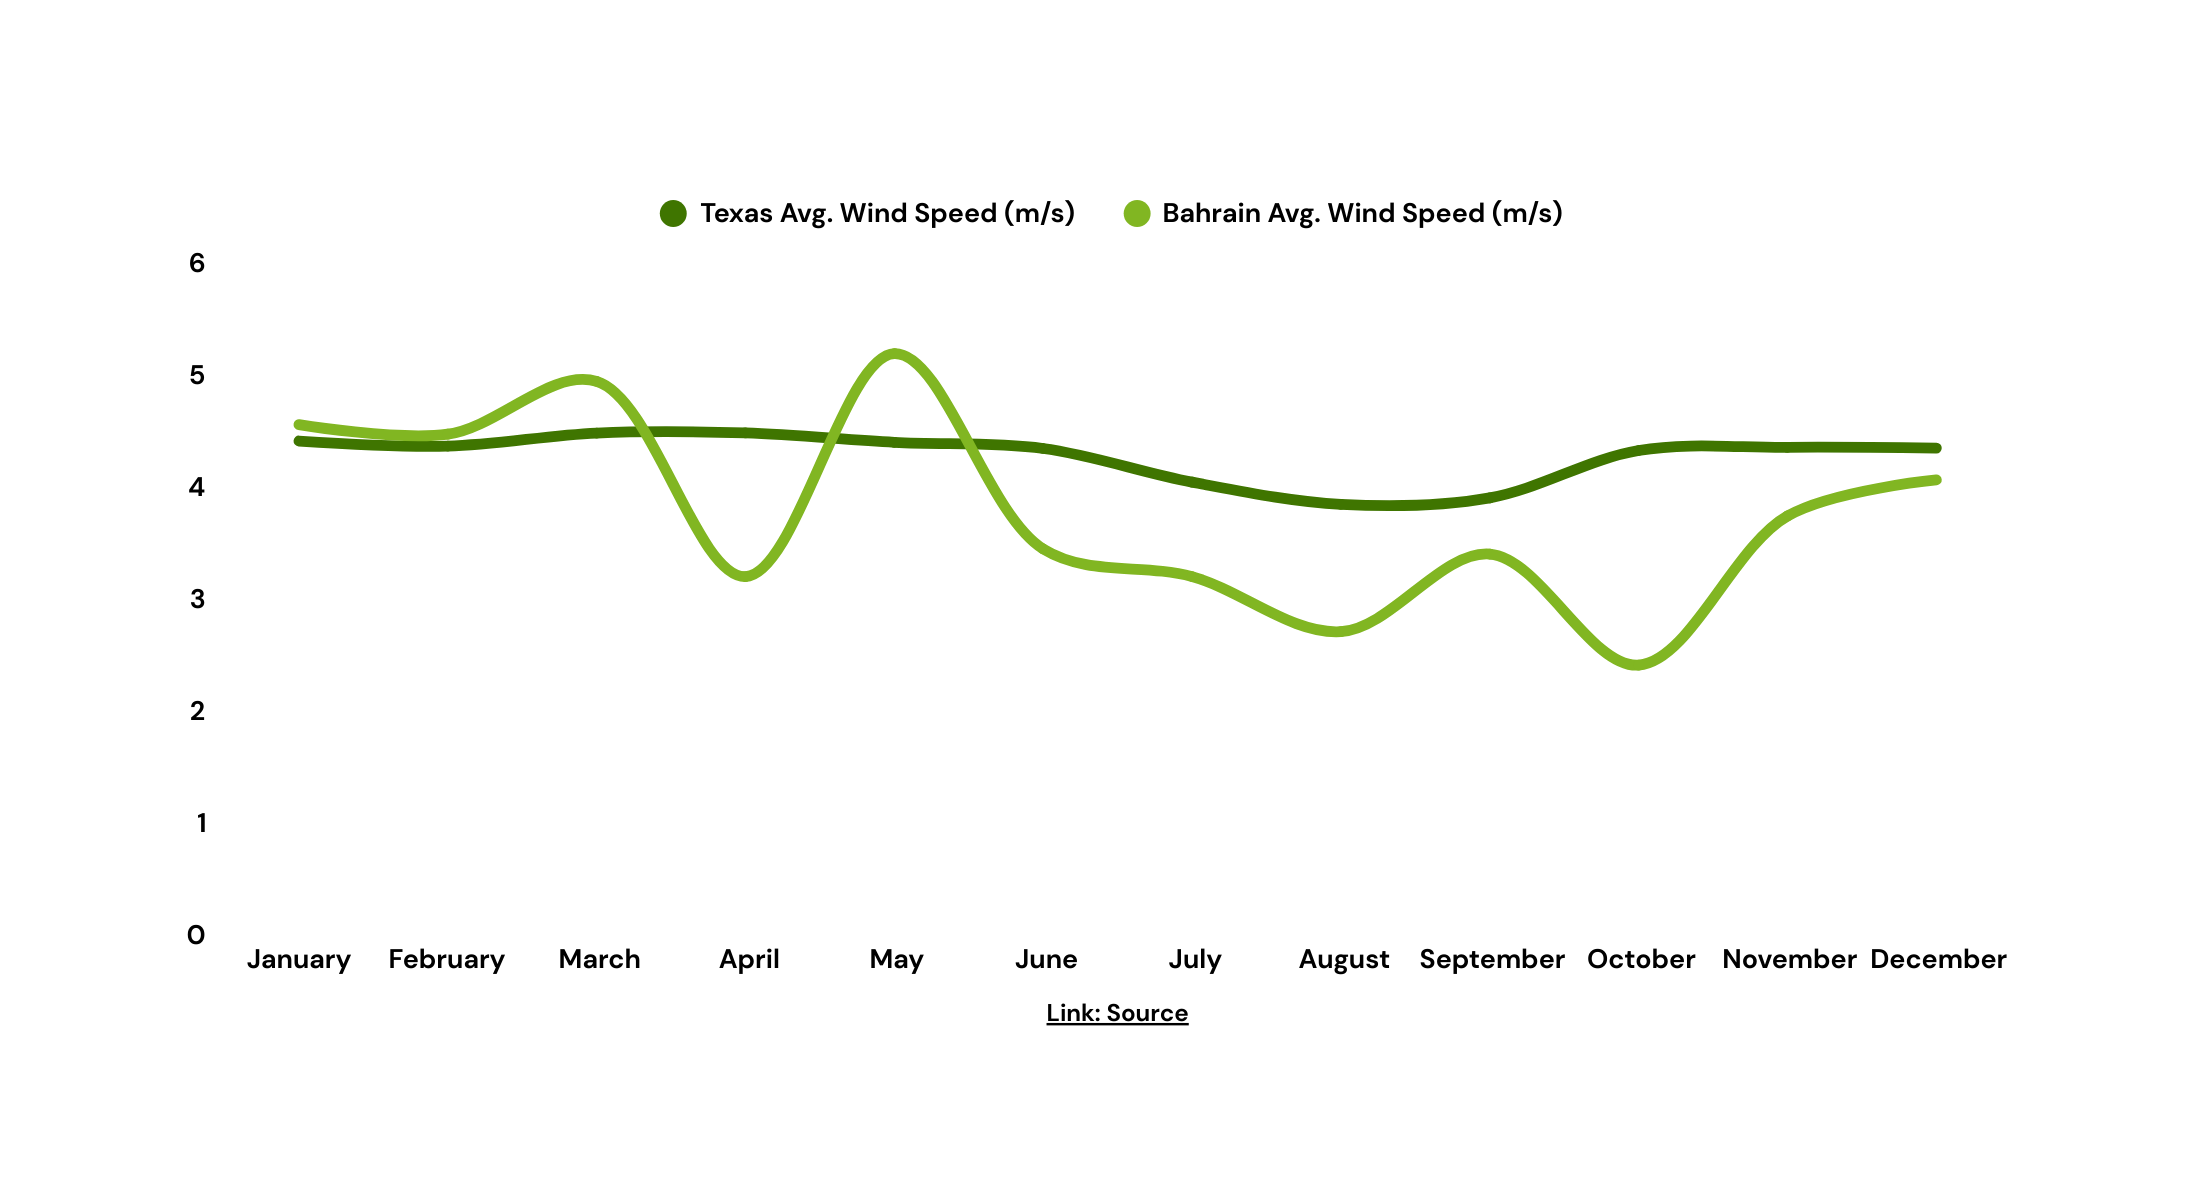 Texas Avg. Wind Speed (m/s) Bahrain Avg. Wind Speed (m/s)
6
5
4
3
2
1
0
January February March April May June July August September October November December
Link: Source